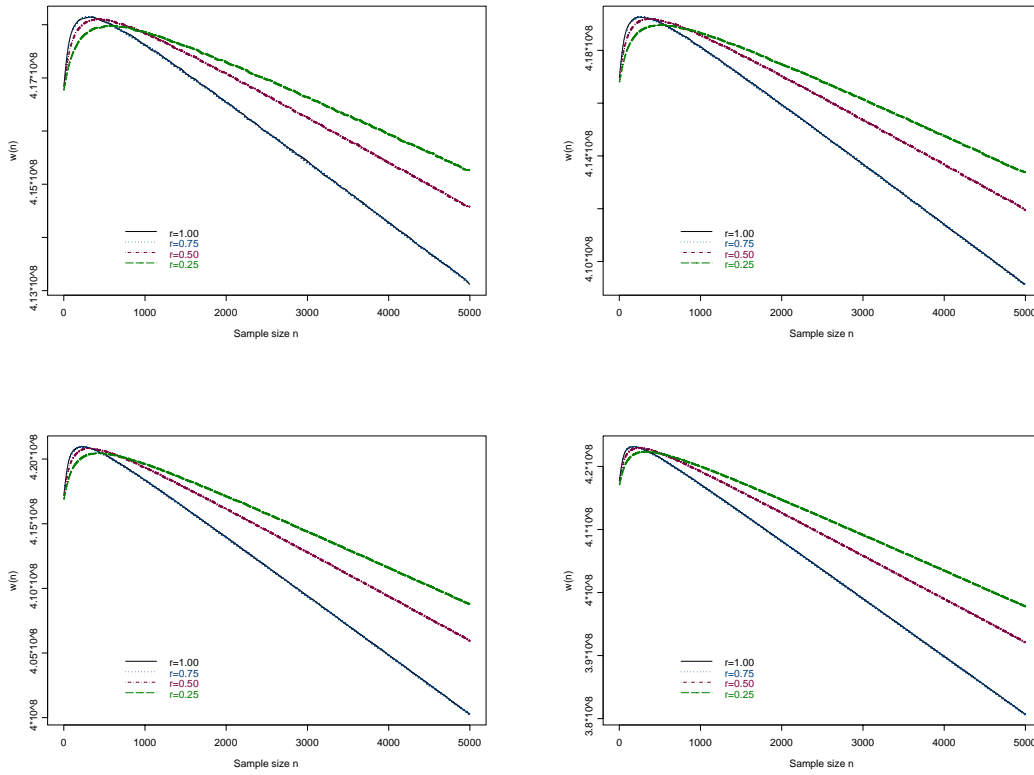 w(n)
4.17*10^8
4.15*10^8
4.13*10^8
r=1.00
r=0.75
r=0.50
r=0.25
0 1000 2000 3000 4000 5000
Sample size n
w(n)
4.18*10^8
4.14*10^8
4.10*10^8
r=1.00
r=0.75
r=0.50
r=0.25
0 1000 2000 3000 4000 5000
Sample size n
w(n)
4.20*10^8
4.15*10^8
4.10*10^8
4.05*10^8
4*10^8
r=1.00
r=0.75
r=0.50
r=0.25
0 1000 2000 3000 4000 5000
Sample size n
w(n)
4.2*10^8
4.1*10^8
4*10^8
3.9*10^8
3.8*10^8
r=1.00
r=0.75
r=0.50
r=0.25
0 1000 2000 3000 4000 5000
Sample size n